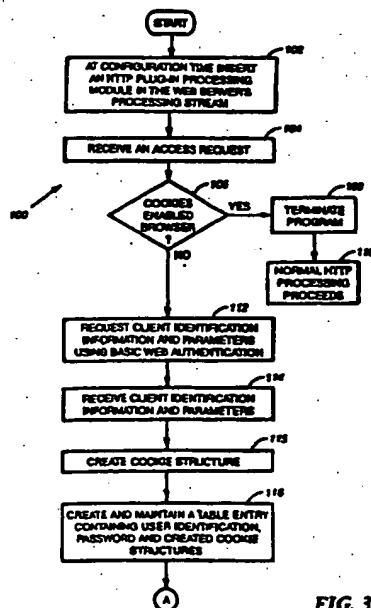 START
102
AT CONFIGURATION TIME INSERT
AN HTTP PLUG-IN PROCESSING
MODULE IN THE WEB SERVER'S
PROCESSING STREAM
104
RECEIVE AN ACCESS REQUEST
100
106
COOKIES
ENABLED
BROWSER
?
YES
NO
108
TERMINATE
PROGRAM
110
NORMAL HTTP
PROCESSING
PROCEEDS
112
REQUEST CLIENT IDENTIFICATION
INFORMATION AND PARAMETERS
USING BASIC WEB AUTHENTICATION
114
RECEIVE CLIENT IDENTIFICATION
INFORMATION AND PARAMETERS
115
CREATE COOKIE STRUCTURE
116
CREATE AND MAINTAIN A TABLE ENTRY
CONTAINING USER IDENTIFICATION,
PASSWORD AND CREATED COOKIE
STRUCTURES
A
FIG. 3